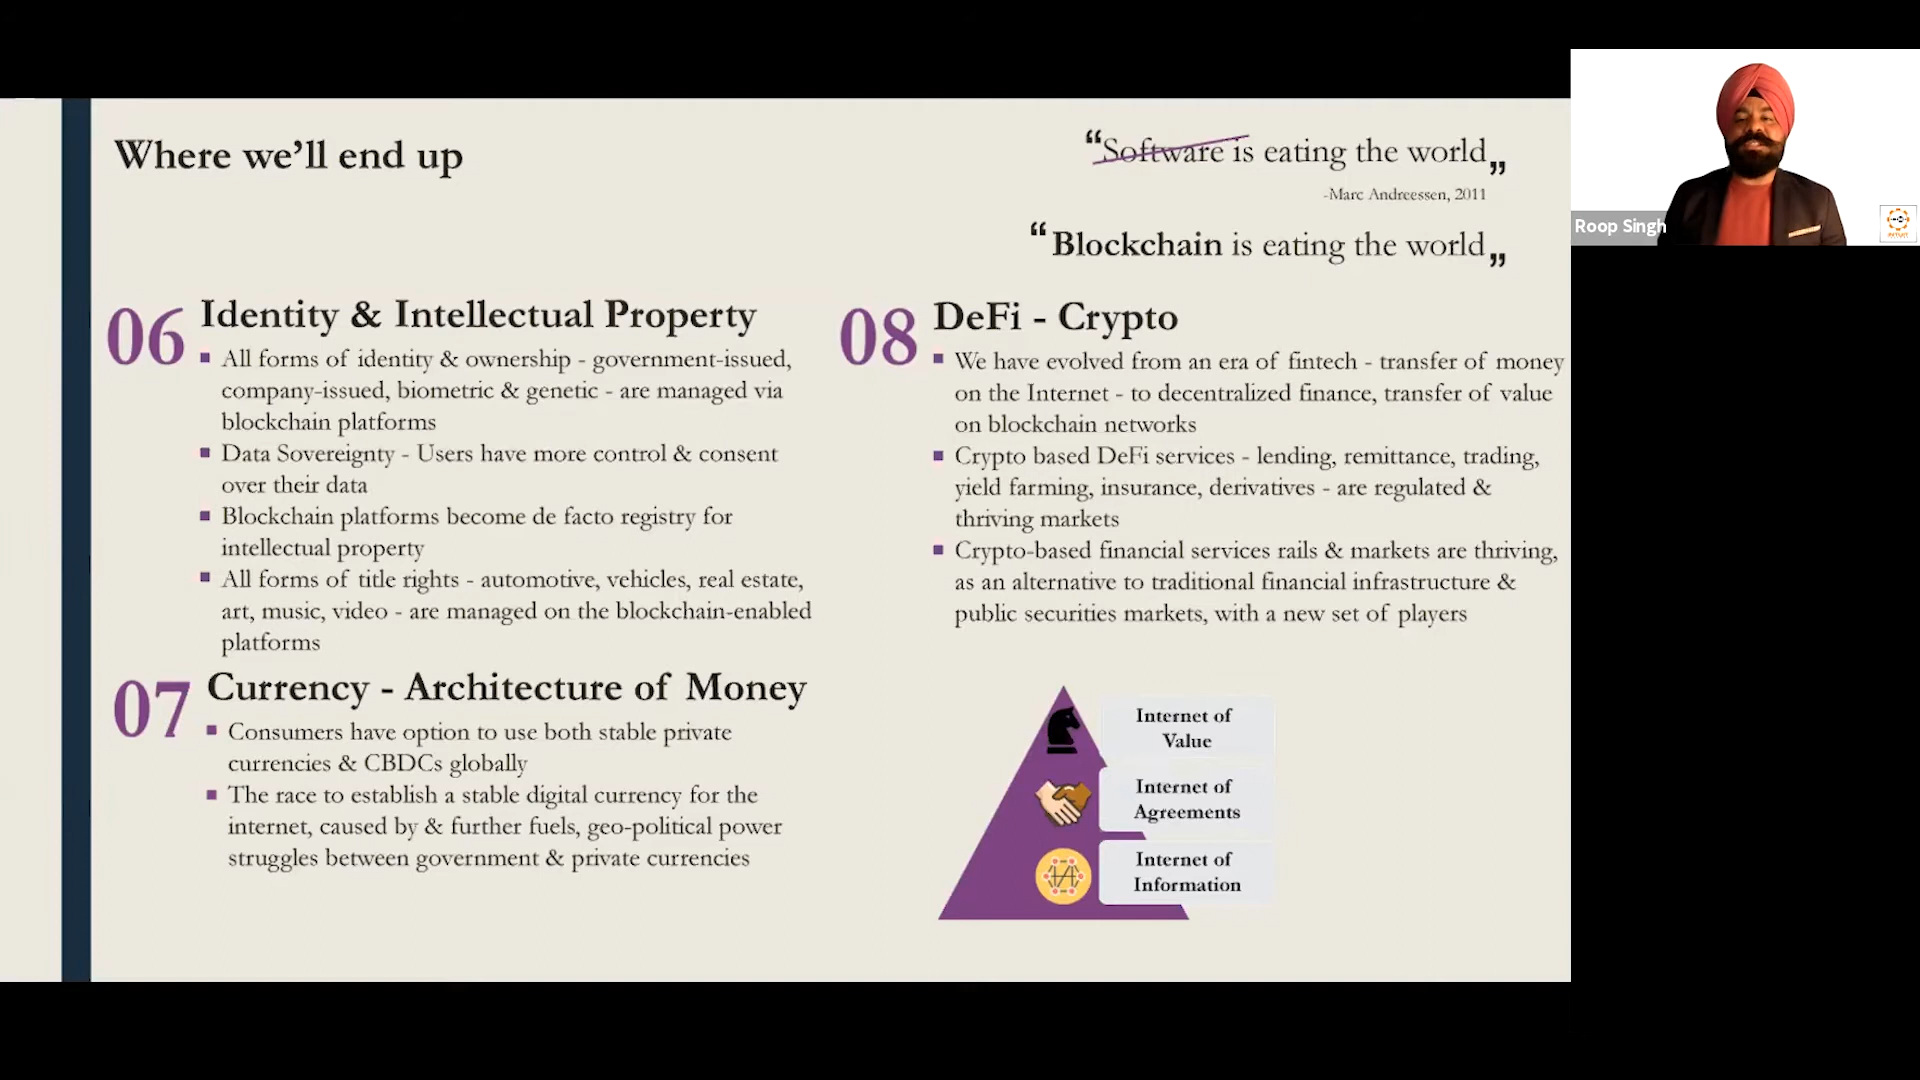 Where we'll end up
“Software is eating the world„
-Marc Andreessen, 2011
“Blockchain is eating the world„
Roop Singh
06 Identity & Intellectual Property
▪ All forms of identity & ownership - government-issued,
company-issued, biometric & genetic - are managed via
blockchain platforms
▪ Data Sovereignty - Users have more control & consent
over their data
▪ Blockchain platforms become de facto registry for
intellectual property
▪ All forms of title rights - automotive, vehicles, real estate,
art, music, video - are managed on the blockchain-enabled
platforms
07 Currency - Architecture of Money
▪ Consumers have option to use both stable private
currencies & CBDCs globally
▪ The race to establish a stable digital currency for the
internet, caused by & further fuels, geo-political power
struggles between government & private currencies
08 DeFi - Crypto
▪ We have evolved from an era of fintech - transfer of money
on the Internet - to decentralized finance, transfer of value
on blockchain networks
▪ Crypto based DeFi services - lending, remittance, trading,
yield farming, insurance, derivatives - are regulated &
thriving markets
▪ Crypto-based financial services rails & markets are thriving,
as an alternative to traditional financial infrastructure &
public securities markets, with a new set of players
Internet of
Value
Internet of
Agreements
Internet of
Information